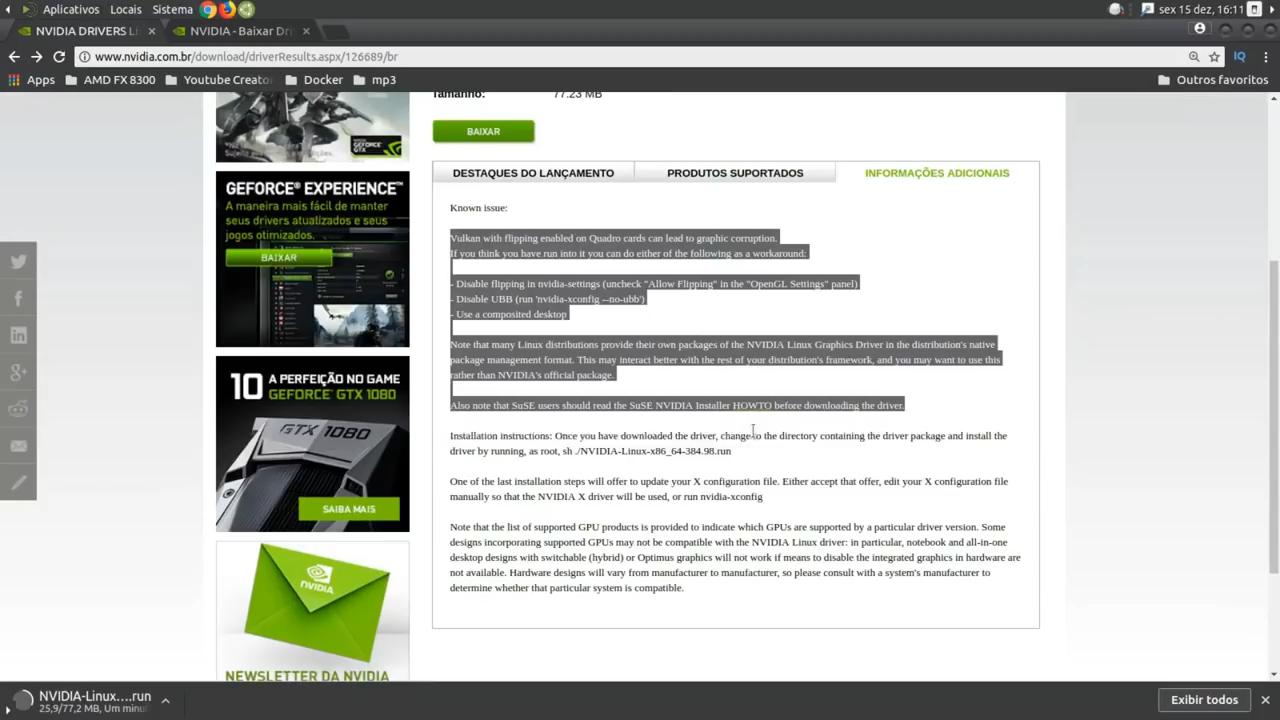 Aplicativos Locais Sistema
sex 15 dez, 16:11
NVIDIA DRIVERS Li
NVIDIA - Baixar Dri
www.nvidia.com.br/download/driverResults.aspx/126689/br
IQ
Apps AMD FX 8300 Youtube Creato Docker mp3 Outros favoritos
Tamanho: 77.23 MB
GEFORCE GTX
BAIXAR
GEFORCE® EXPERIENCE™
A maneira mais fácil de manter
seus drivers atualizados e seus
jogos otimizados.
BAIXAR
10 A PERFEIÇÃO NO GAME
GEFORCE® GTX 1080
GTX 1080
SAIBA MAIS
NVIDIA
NEWSLETTER DA NVIDIA
DESTAQUES DO LANÇAMENTO PRODUTOS SUPORTADOS INFORMAÇÕES ADICIONAIS
Known issue:
Vulkan with flipping enabled on Quadro cards can lead to graphic corruption.
If you think you have run into it you can do either of the following as a workaround:
- Disable flipping in nvidia-settings (uncheck "Allow Flipping" in the "OpenGL Settings" panel)
- Disable UBB (run 'nvidia-xconfig --no-ubb')
- Use a composited desktop
Note that many Linux distributions provide their own packages of the NVIDIA Linux Graphics Driver in the distribution's native
package management format. This may interact better with the rest of your distribution's framework, and you may want to use this
rather than NVIDIA's official package.
Also note that SuSE users should read the SuSE NVIDIA Installer HOWTO before downloading the driver.
Installation instructions: Once you have downloaded the driver, change to the directory containing the driver package and install the
driver by running, as root, sh ./NVIDIA-Linux-x86_64-384.98.run
One of the last installation steps will offer to update your X configuration file. Either accept that offer, edit your X configuration file
manually so that the NVIDIA X driver will be used, or run nvidia-xconfig
Note that the list of supported GPU products is provided to indicate which GPUs are supported by a particular driver version. Some
designs incorporating supported GPUs may not be compatible with the NVIDIA Linux driver: in particular, notebook and all-in-one
desktop designs with switchable (hybrid) or Optimus graphics will not work if means to disable the integrated graphics in hardware are
not available. Hardware designs will vary from manufacturer to manufacturer, so please consult with a system's manufacturer to
determine whether that particular system is compatible.
NVIDIA-Linux....run
25,9/77,2 MB, Um minu
Exibir todos